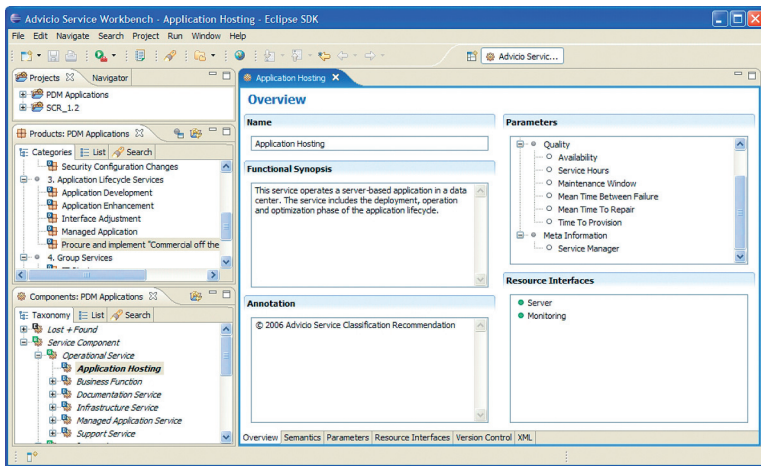 Advicio Service Workbench - Application Hosting - Eclipse SDK
File Edit Navigate Search Project Run Window Help
Advicio Servic...
Projects Navigator
PDM Applications
SCR_1.2
Products: PDM Applications
Categories List Search
Security Configuration Changes
3. Application Lifecycle Services
Application Development
Application Enhancement
Interface Adjustment
Managed Application
Procure and implement "Commercial off the
4. Group Services
Components: PDM Applications
Taxonomy List Search
Lost + Found
Service Component
Operational Service
Application Hosting
Business Function
Documentation Service
Infrastructure Service
Managed Application Service
Support Service
Application Hosting
Overview
Name
Application Hosting
Functional Synopsis
This service operates a server-based application in a data
center. The service includes the deployment, operation
and optimization phase of the application lifecycle.
Annotation
© 2006 Advicio Service Classification Recommendation
Parameters
Quality
Availability
Service Hours
Maintenance Window
Mean Time Between Failure
Mean Time To Repair
Time To Provision
Meta Information
Service Manager
Resource Interfaces
Server
Monitoring
Overview Semantics Parameters Resource Interfaces Version Control XML